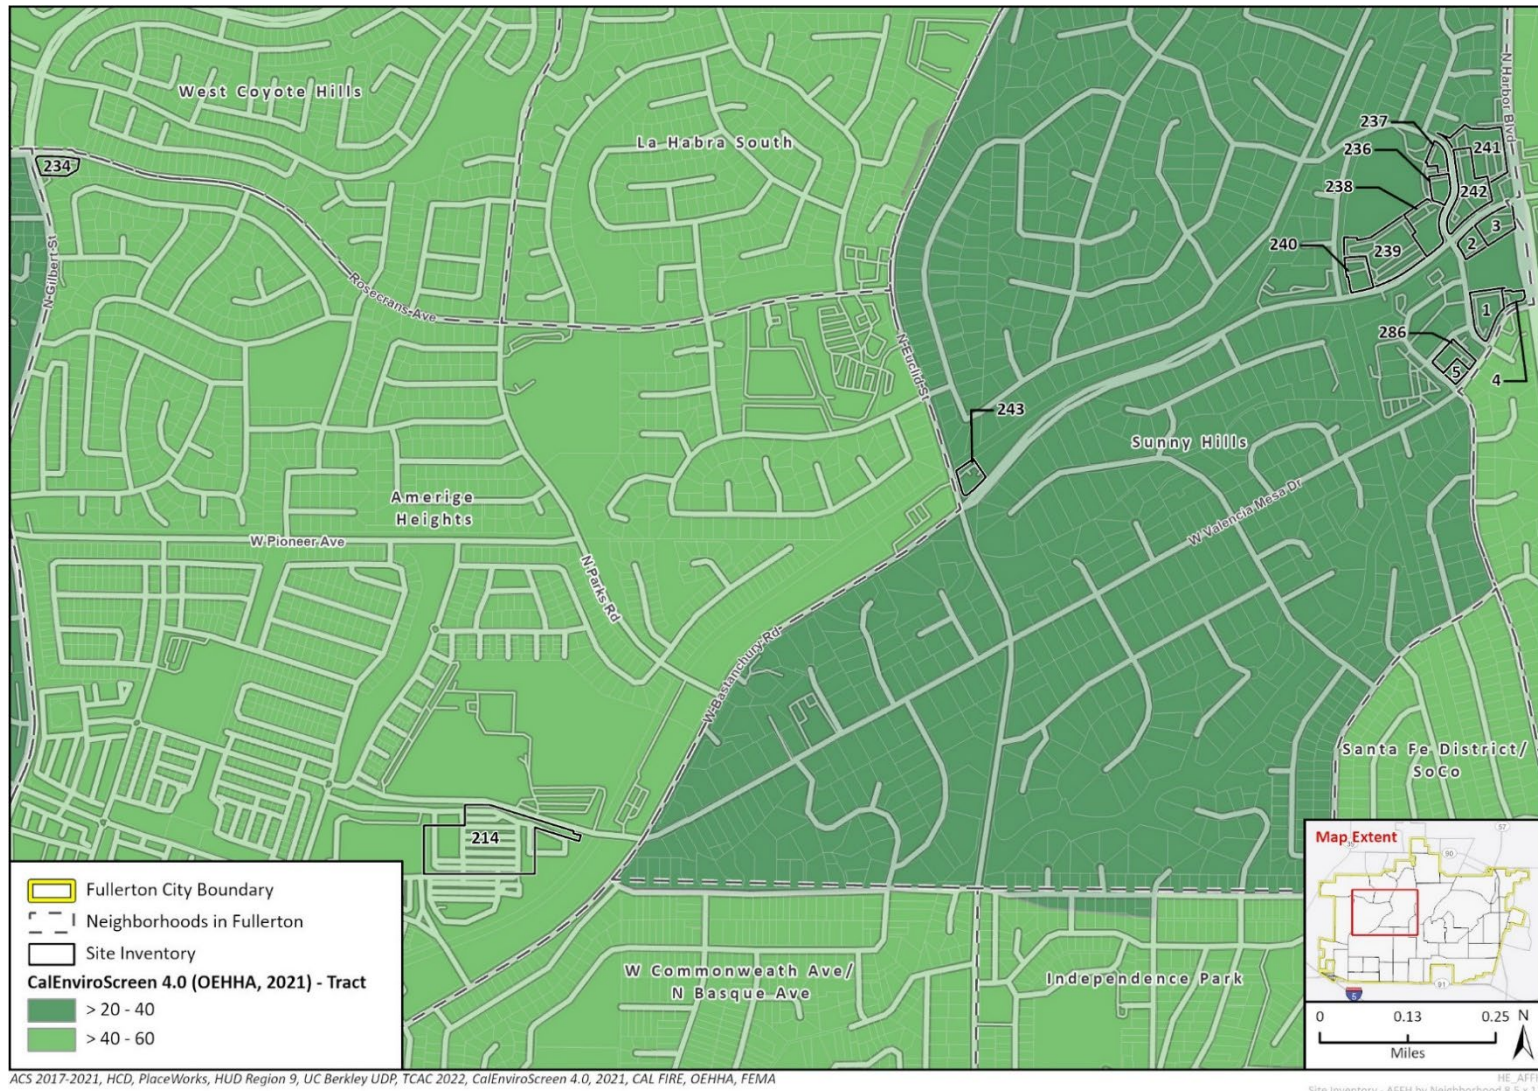 West Coyote Hills
La Habra South
N Harbor Blvd
237
236
241
238
242
234
240
239
3
2
N Gilbert St
Rosecrans Ave
1
286
5
4
N Euclid St
243
Sunny Hills
Amerige
Heights
W Pioneer Ave
W Valencia Mesa Dr
N Parks Rd
W Bastanchury Rd
Santa Fe District/
SoCo
214
W Commonweath Ave/
N Basque Ave
Independence Park
Fullerton City Boundary
Neighborhoods in Fullerton
Site Inventory
CalEnviroScreen 4.0 (OEHHA, 2021) - Tract
> 20 - 40
> 40 - 60
Map Extent
57
90
91
5
0 0.13 0.25 N
Miles
ACS 2017-2021, HCD, PlaceWorks, HUD Region 9, UC Berkley UDP, TCAC 2022, CalEnviroScreen 4.0, 2021, CAL FIRE, OEHHA, FEMA